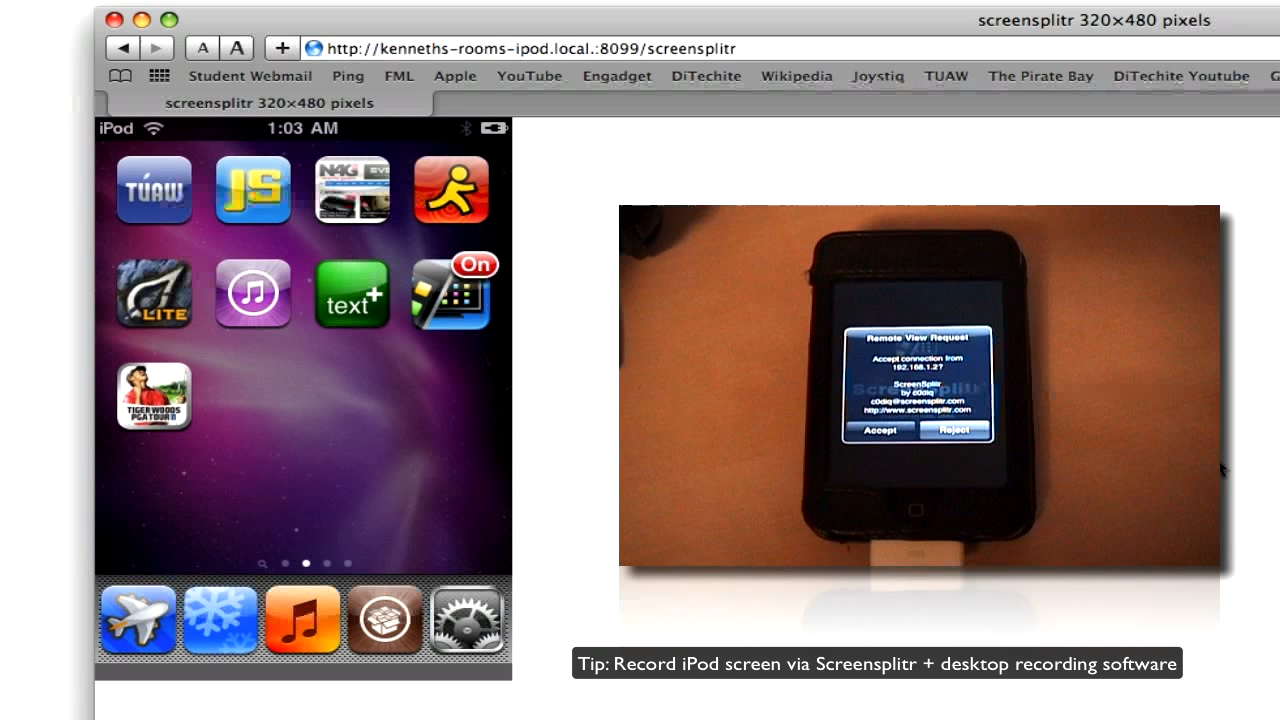 screensplitr 320×480 pixels
A A + http://kenneths-rooms-ipod.local.:8099/screensplitr
Student Webmail Ping FML Apple YouTube Engadget DiTechite Wikipedia Joystiq TUAW The Pirate Bay DiTechite Youtube
screensplitr 320×480 pixels
iPod 1:03 AM
TÚAW JS N4G
On
LITE text+
TIGER WOODS
PGA TOUR
Remote View Request
Accept connection from
192.168.1.2?
ScreenSplitr
by c0diq
c0diq@screensplitr.com
http://www.screensplitr.com
Accept Reject
Tip: Record iPod screen via Screensplitr + desktop recording software